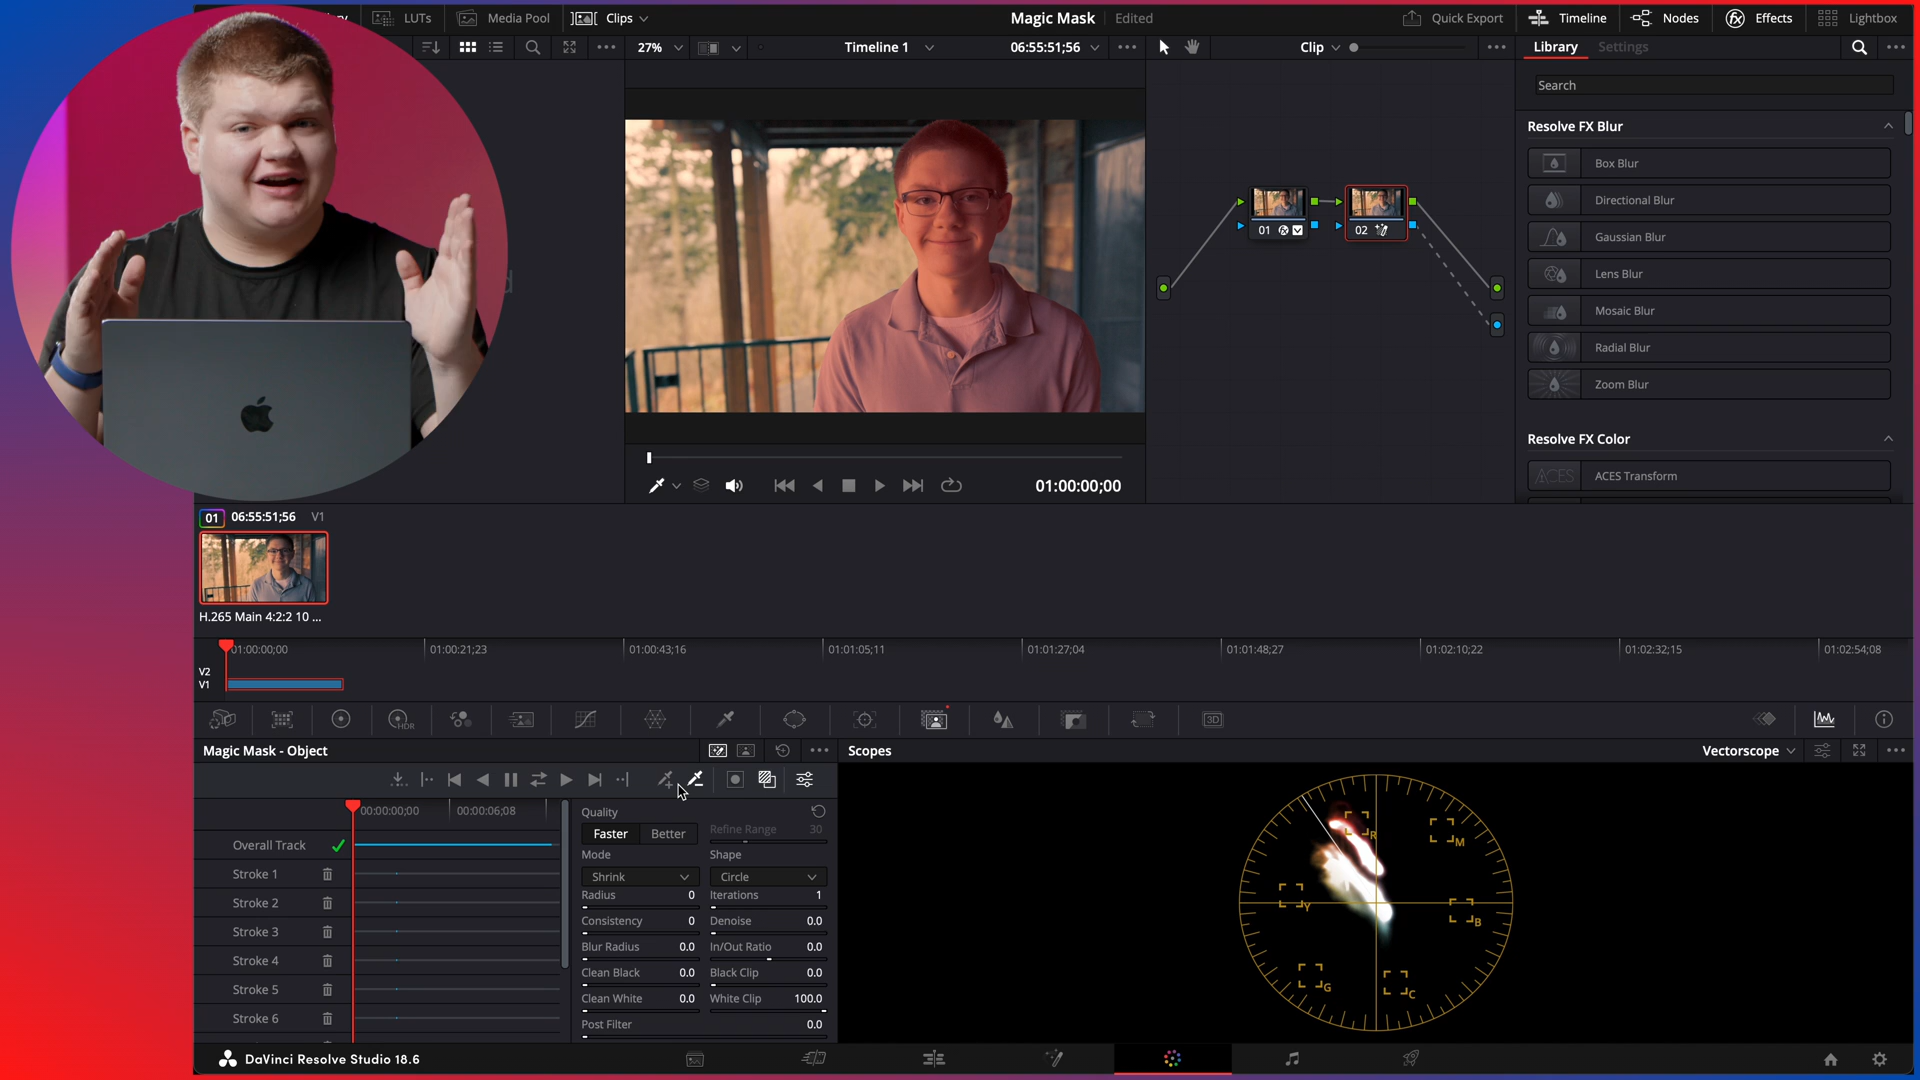 LUTs
Media Pool
Clips
Magic Mask
Edited
Quick Export
Timeline
Nodes
Effects
Lightbox
27%
Timeline 1
06:55:51;56
Clip
Library
Settings
Search
Resolve FX Blur
Box Blur
Directional Blur
Gaussian Blur
Lens Blur
Mosaic Blur
Radial Blur
Zoom Blur
Resolve FX Color
ACES
ACES Transform
01
02
01:00:00;00
01 06:55:51;56 V1
H.265 Main 4:2:2 10 ...
01:00:00;00
01:00:21;23
01:00:43;16
01:01:05;11
01:01:27;04
01:01:48;27
01:02:10;22
01:02:32;15
01:02:54;08
V2
V1
HDR
3D
Magic Mask - Object
Scopes
Vectorscope
00:00:00;00
00:00:06;08
Overall Track
Stroke 1
Stroke 2
Stroke 3
Stroke 4
Stroke 5
Stroke 6
Quality
Faster
Better
Refine Range 30
Mode
Shape
Shrink
Circle
Radius 0
Iterations 1
Consistency 0
Denoise 0.0
Blur Radius 0.0
In/Out Ratio 0.0
Clean Black 0.0
Black Clip 0.0
Clean White 0.0
White Clip 100.0
Post Filter 0.0
R
M
Y
B
G
C
DaVinci Resolve Studio 18.6